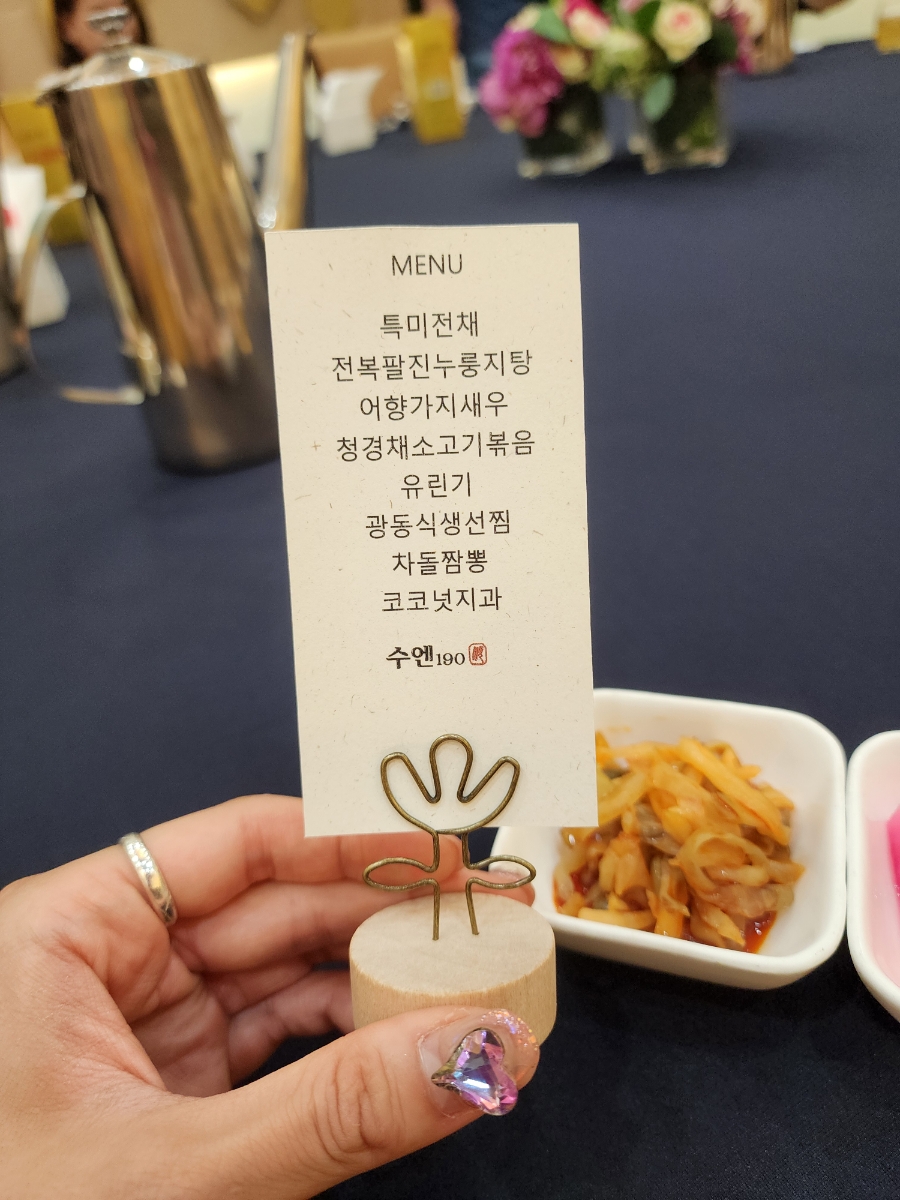 MENU
특미전채
전복팔진누룽지탕
어향가지새우
청경채소고기볶음
유린기
광동식생선찜
차돌짬뽕
코코넛지과
수엔190